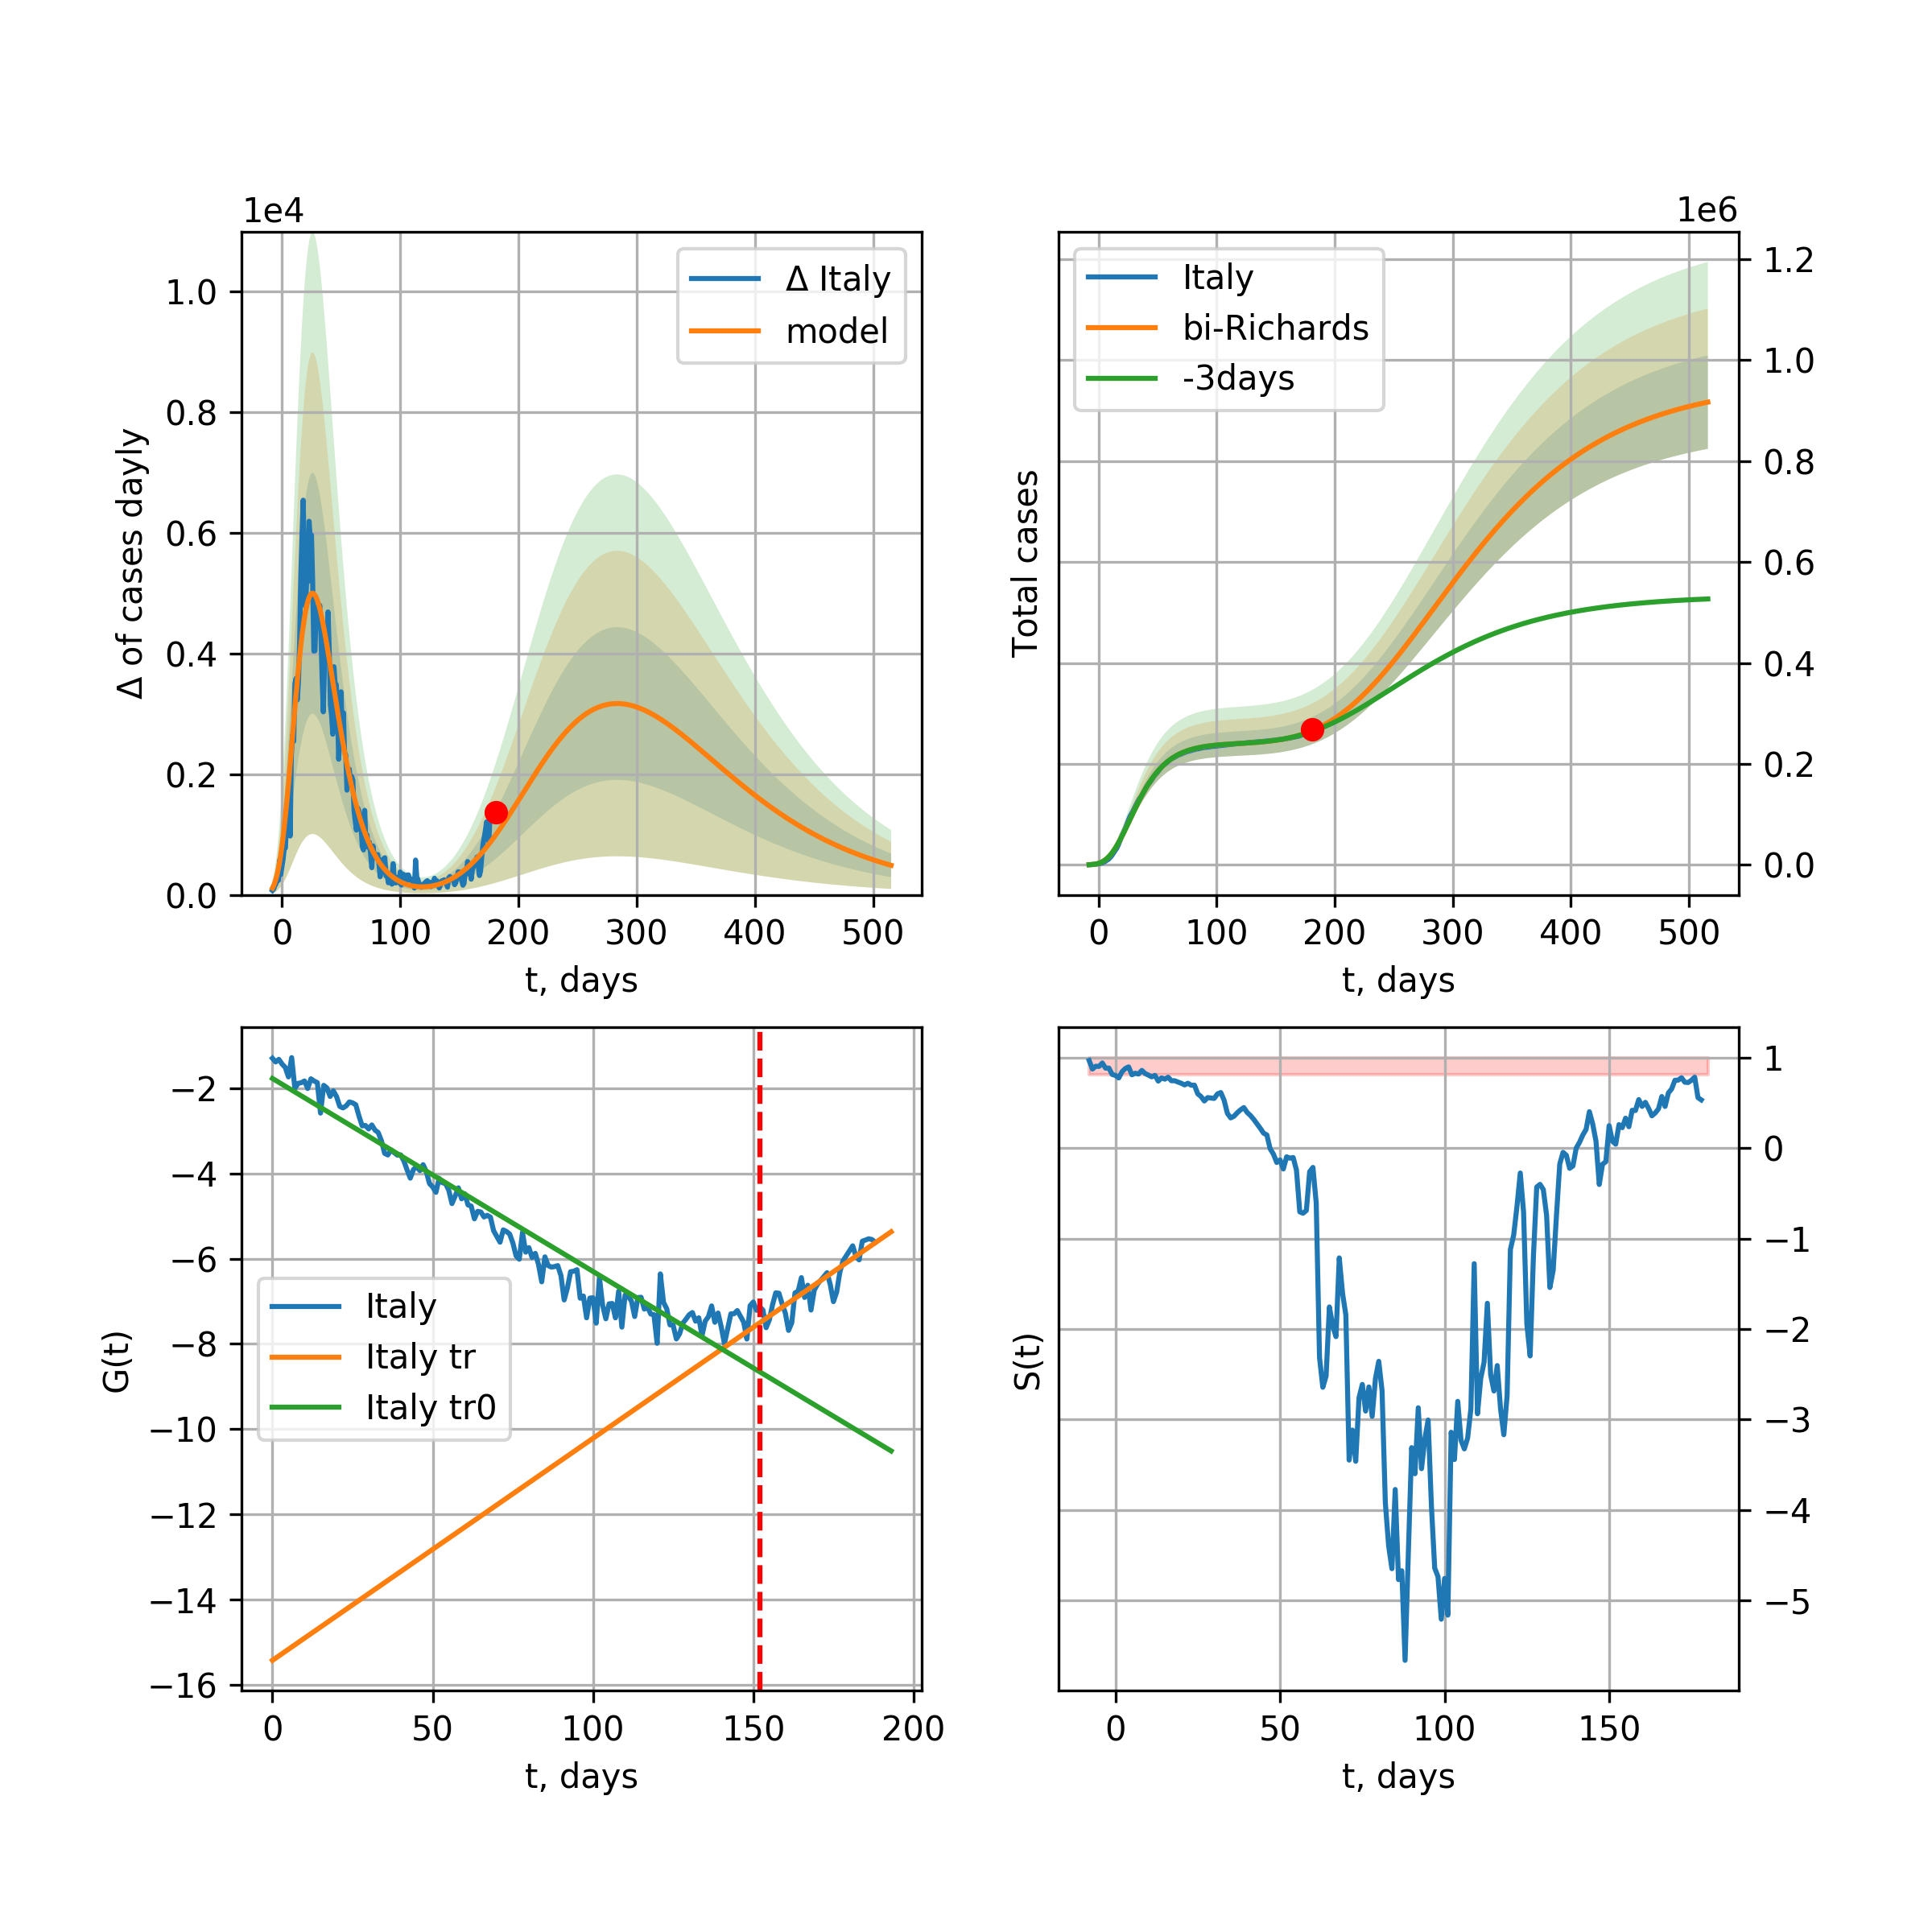 1e4
Δ of cases dayly
1.0
0.8
0.6
0.4
0.2
0.0
Δ Italy
model
0 100 200 300 400 500
t, days
1e6
Total cases
Italy
bi-Richards
-3days
1.2
1.0
0.8
0.6
0.4
0.2
0.0
0 100 200 300 400 500
t, days
G(t)
−2
−4
−6
−8
−10
−12
−14
−16
Italy
Italy tr
Italy tr0
0 50 100 150 200
t, days
S(t)
1
0
−1
−2
−3
−4
−5
0 50 100 150
t, days